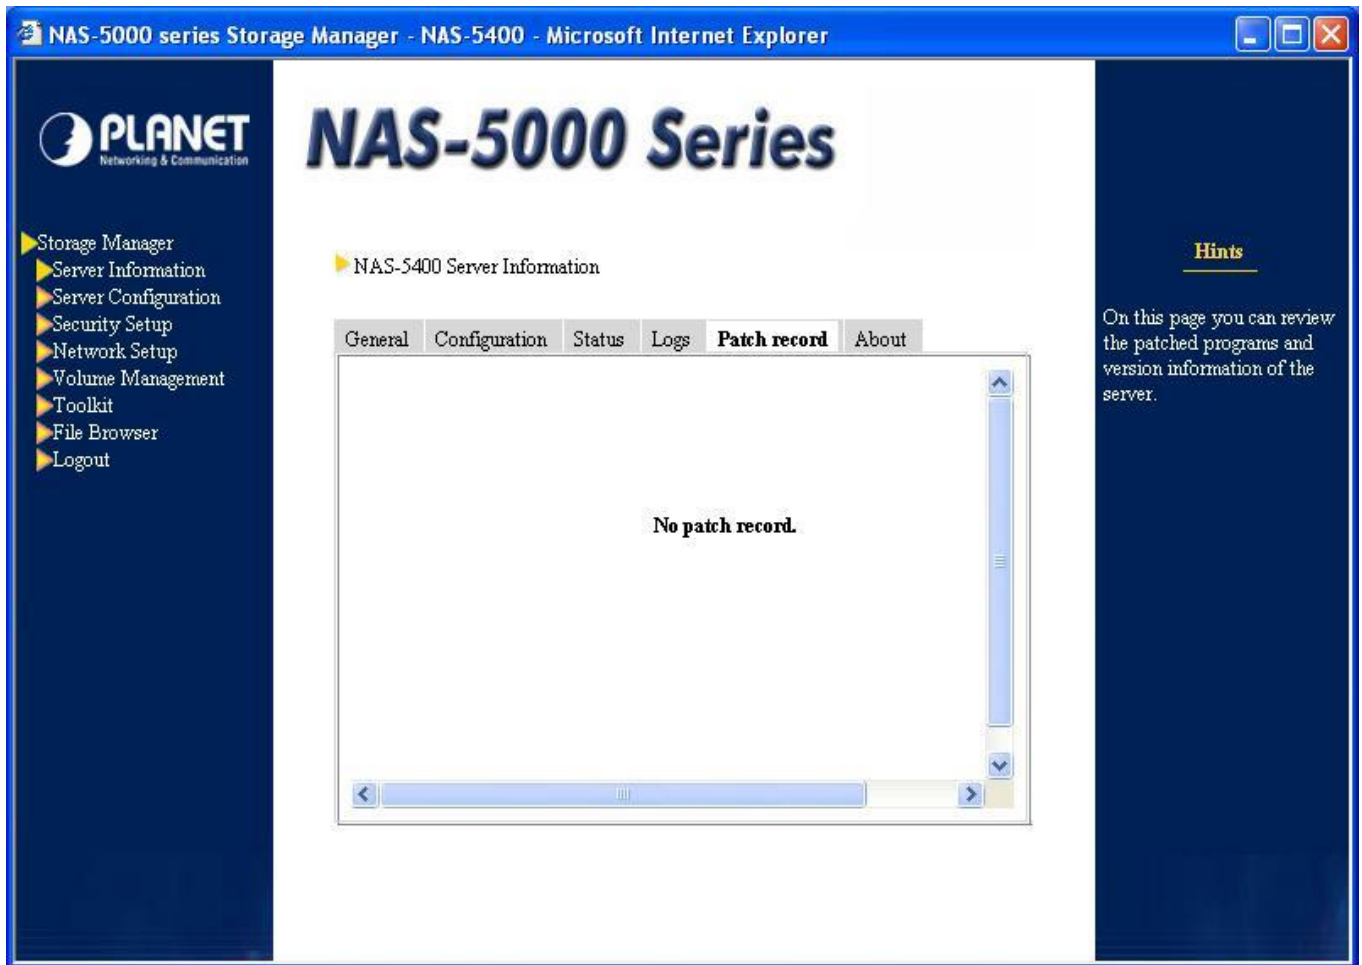 NAS-5000 series Storage Manager - NAS-5400 - Microsoft Internet Explorer
PLANET
Networking & Communication
NAS-5000 Series
Storage Manager
Server Information
Server Configuration
Security Setup
Network Setup
Volume Management
Toolkit
File Browser
Logout
NAS-5400 Server Information
General Configuration Status Logs Patch record About
No patch record.
Hints
On this page you can review
the patched programs and
version information of the
server.